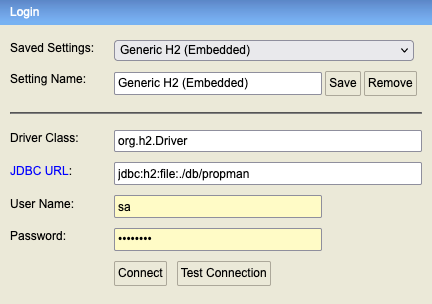 Login
Saved Settings: Generic H2 (Embedded)
Setting Name: Generic H2 (Embedded) Save Remove
Driver Class: org.h2.Driver
JDBC URL: jdbc:h2:file:./db/propman
User Name: sa
Password: ••••••••
Connect Test Connection